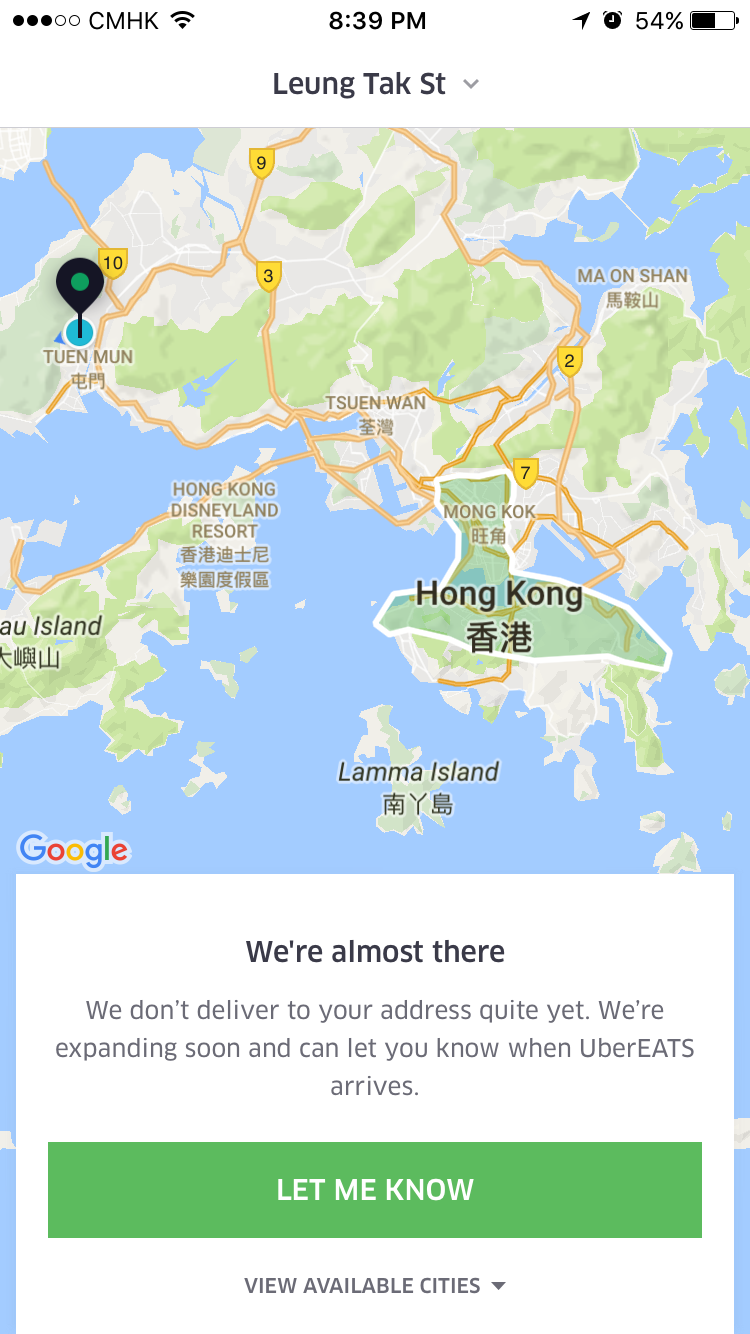 CMHK 8:39 PM 54%
Leung Tak St
9
10
3
MA ON SHAN
馬鞍山
2
TUEN MUN
屯門
TSUEN WAN
荃灣
7
HONG KONG
DISNEYLAND
RESORT
香港迪士尼
樂園度假區
MONG KOK
旺角
Hong Kong
香港
au Island
大嶼山
Lamma Island
南丫島
Google
We're almost there
We don’t deliver to your address quite yet. We’re
expanding soon and can let you know when UberEATS
arrives.
LET ME KNOW
VIEW AVAILABLE CITIES